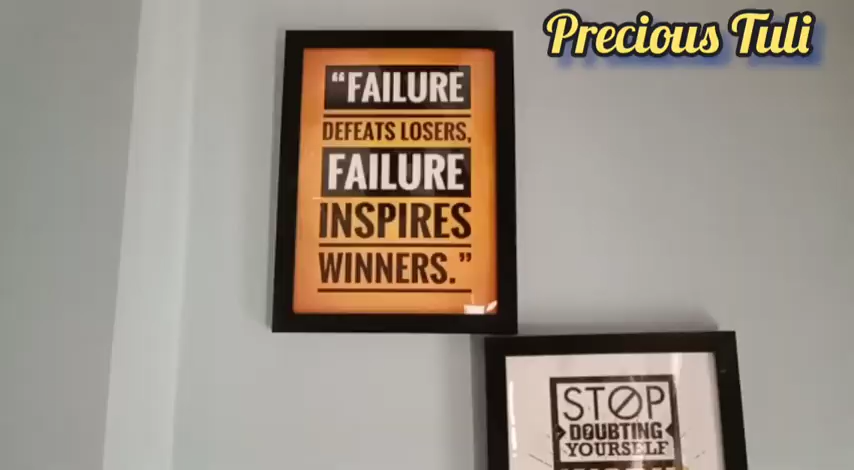 Precious Tuli
“FAILURE
DEFEATS LOSERS,
FAILURE
INSPIRES
WINNERS.”
STOP
DOUBTING
YOURSELF